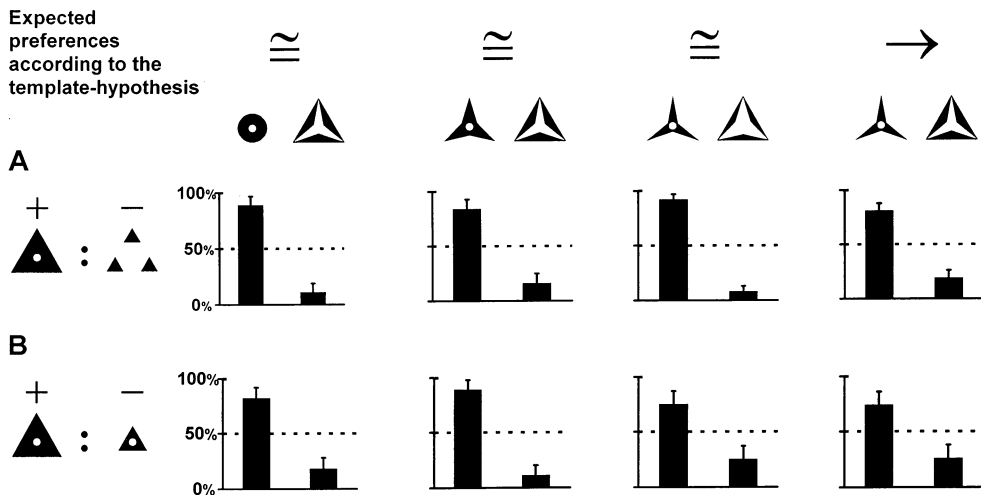 Expected
preferences
according to the
template-hypothesis
≅ ≅ ≅ →
A
+ −
:
100%
50%
0%
B
+ −
:
100%
50%
0%